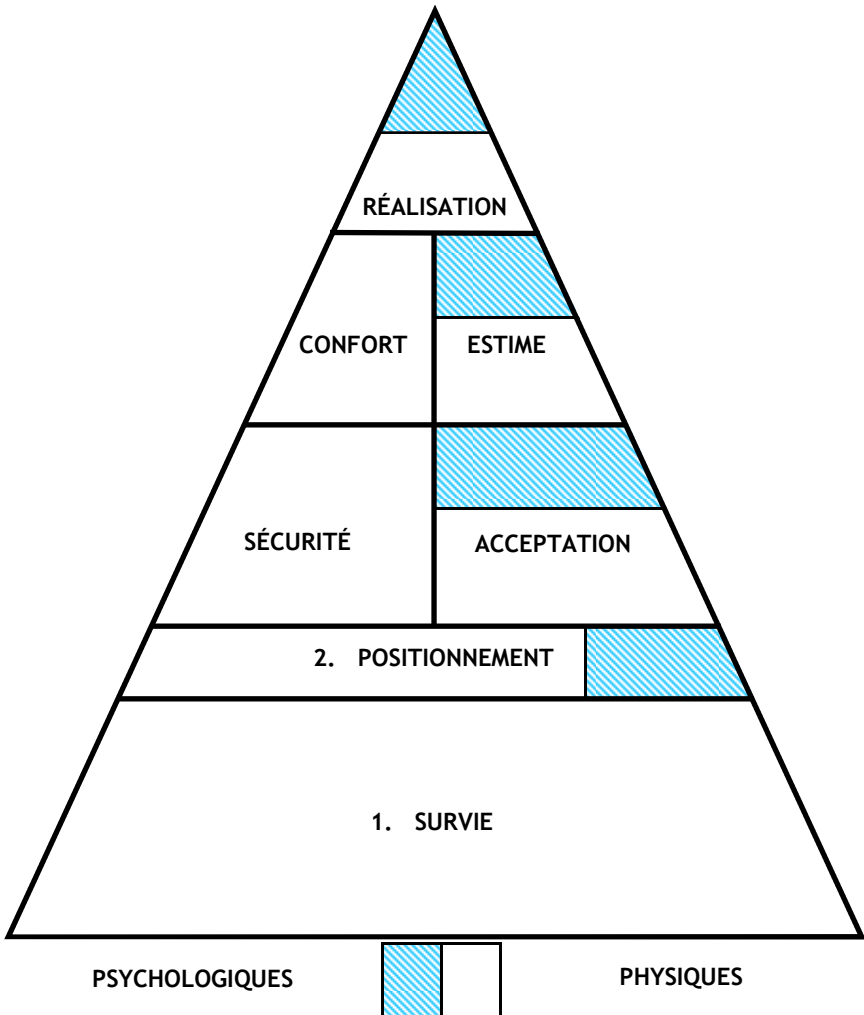 RÉALISATION
CONFORT ESTIME
SÉCURITÉ ACCEPTATION
2. POSITIONNEMENT
1. SURVIE
PSYCHOLOGIQUES PHYSIQUES